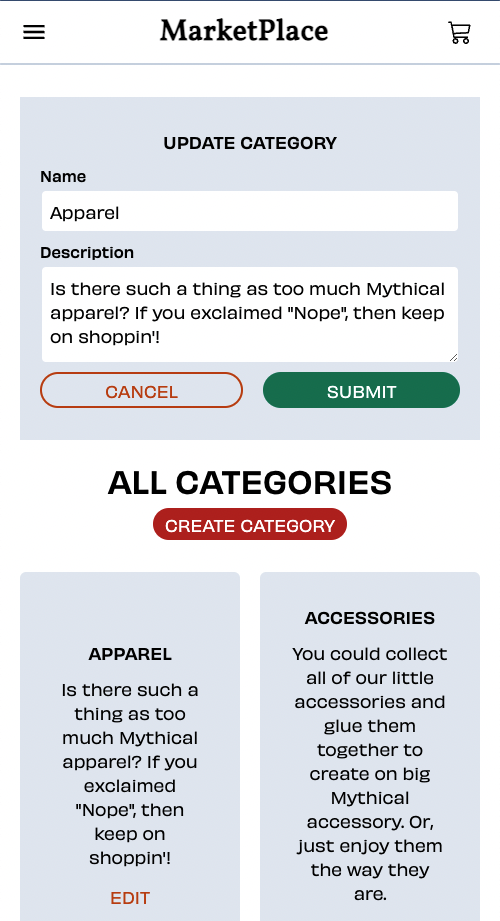 MarketPlace
UPDATE CATEGORY
Name
Apparel
Description
Is there such a thing as too much Mythical
apparel? If you exclaimed "Nope", then keep
on shoppin'!
CANCEL
SUBMIT
ALL CATEGORIES
CREATE CATEGORY
APPAREL
Is there such a
thing as too
much Mythical
apparel? If you
exclaimed
"Nope", then
keep on
shoppin'!
EDIT
ACCESSORIES
You could collect
all of our little
accessories and
glue them
together to
create on big
Mythical
accessory. Or,
just enjoy them
the way they
are.